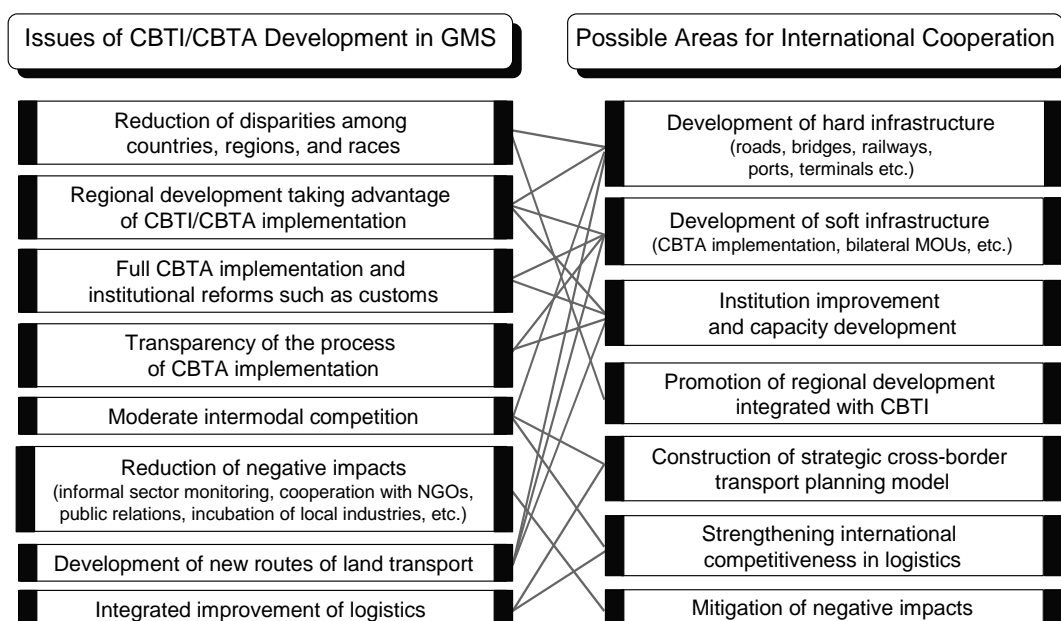 Issues of CBTI/CBTA Development in GMS
Reduction of disparities among
countries, regions, and races
Regional development taking advantage
of CBTI/CBTA implementation
Full CBTA implementation and
institutional reforms such as customs
Transparency of the process
of CBTA implementation
Moderate intermodal competition
Reduction of negative impacts
(informal sector monitoring, cooperation with NGOs,
public relations, incubation of local industries, etc.)
Development of new routes of land transport
Integrated improvement of logistics
Possible Areas for International Cooperation
Development of hard infrastructure
(roads, bridges, railways,
ports, terminals etc.)
Development of soft infrastructure
(CBTA implementation, bilateral MOUs, etc.)
Institution improvement
and capacity development
Promotion of regional development
integrated with CBTI
Construction of strategic cross-border
transport planning model
Strengthening international
competitiveness in logistics
Mitigation of negative impacts